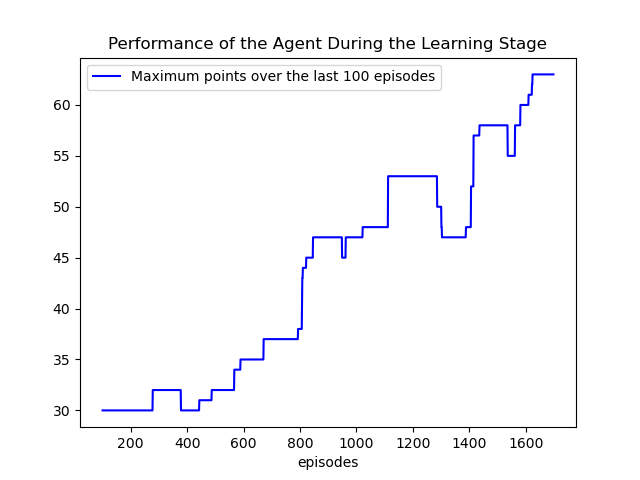 Performance of the Agent During the Learning Stage
Maximum points over the last 100 episodes
60
55
50
45
40
35
30
200 400 600 800 1000 1200 1400 1600
episodes